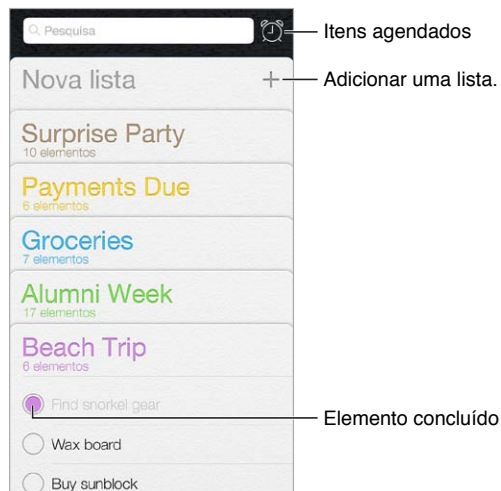 Pesquisa
Itens agendados
Nova lista
Adicionar uma lista.
Surprise Party
10 elementos
Payments Due
6 elementos
Groceries
7 elementos
Alumni Week
17 elementos
Beach Trip
6 elementos
Find snorkel gear
Elemento concluído
Wax board
Buy sunblock